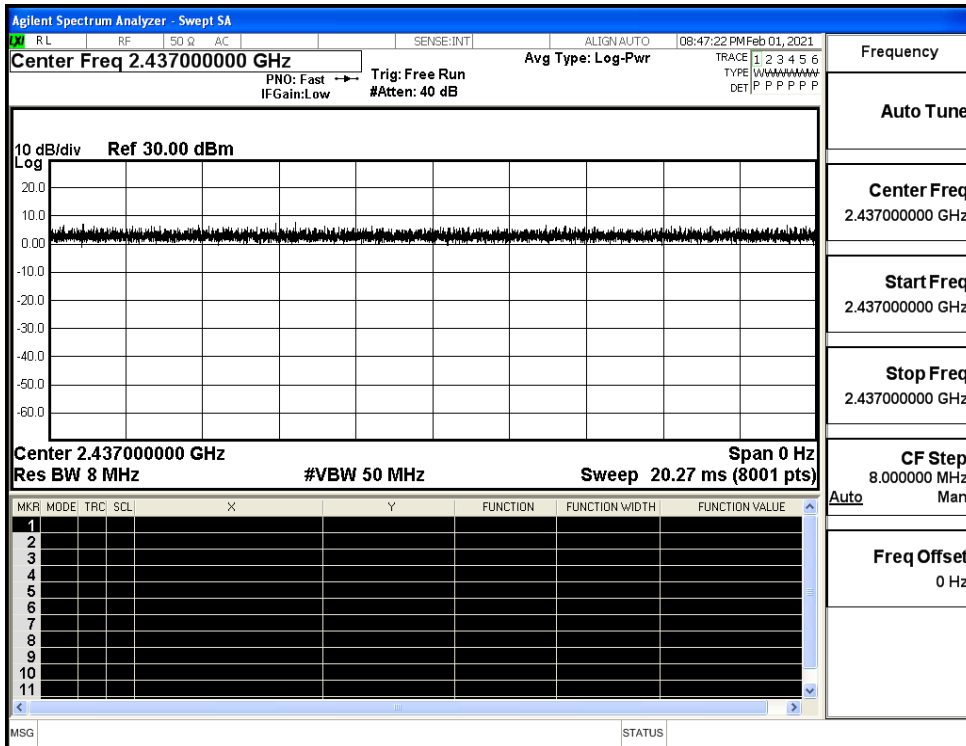 Agilent Spectrum Analyzer - Swept SA
LXI RL RF 50 Ω AC SENSE:INT ALIGN AUTO 08:47:22 PM Feb 01, 2021
Center Freq 2.437000000 GHz
PNO: Fast
IFGain:Low
Trig: Free Run
#Atten: 40 dB
Avg Type: Log-Pwr
TRACE 1 2 3 4 5 6
TYPE
DET P P P P P P
10 dB/div Ref 30.00 dBm
Log
20.0
10.0
0.00
-10.0
-20.0
-30.0
-40.0
-50.0
-60.0
Center 2.437000000 GHz Span 0 Hz
Res BW 8 MHz #VBW 50 MHz Sweep 20.27 ms (8001 pts)
MKR MODE TRC SCL X Y FUNCTION FUNCTION WIDTH FUNCTION VALUE
1
2
3
4
5
6
7
8
9
10
11
MSG STATUS
Frequency
Auto Tune
Center Freq
2.437000000 GHz
Start Freq
2.437000000 GHz
Stop Freq
2.437000000 GHz
CF Step
8.000000 MHz
Auto Man
Freq Offset
0 Hz